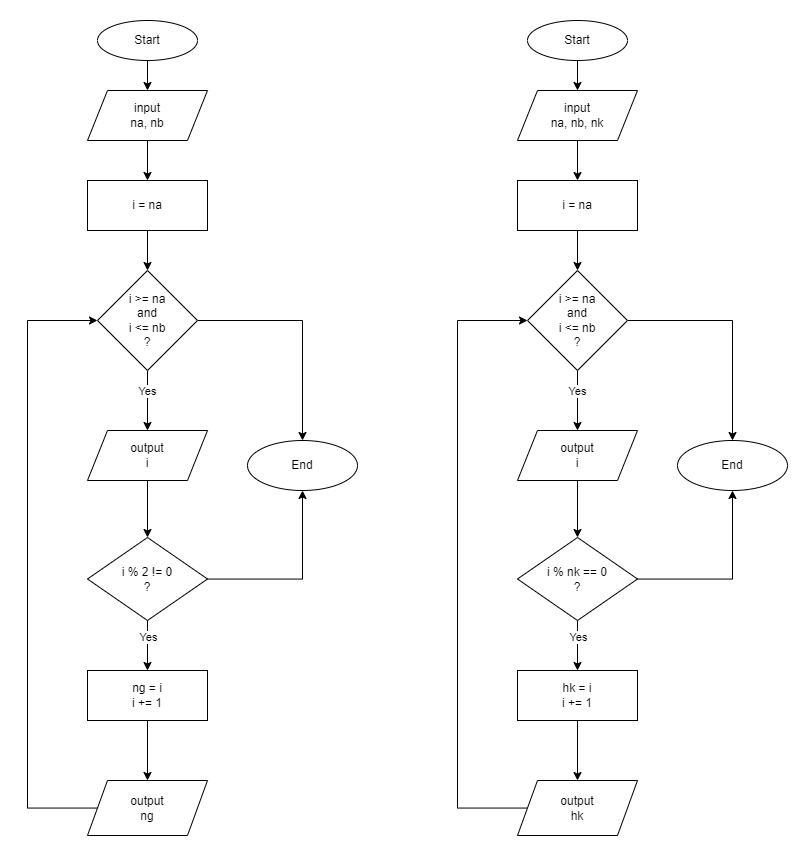 Start
input
na, nb
i = na
i >= na
and
i <= nb
?
Yes
output
i
End
i % 2 != 0
?
Yes
ng = i
i += 1
output
ng
Start
input
na, nb, nk
i = na
i >= na
and
i <= nb
?
Yes
output
i
End
i % nk == 0
?
Yes
hk = i
i += 1
output
hk